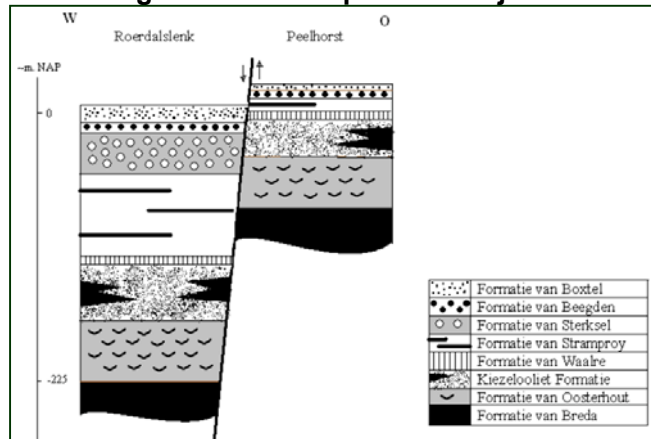 W
O
Roerdalslenk
Peelhorst
~m. NAP
0
-225
Formatie van Boxtel
Formatie van Beegden
Formatie van Sterksel
Formatie van Stramproy
Formatie van Waalre
Kiezelooliet Formatie
Formatie van Oosterhout
Formatie van Breda